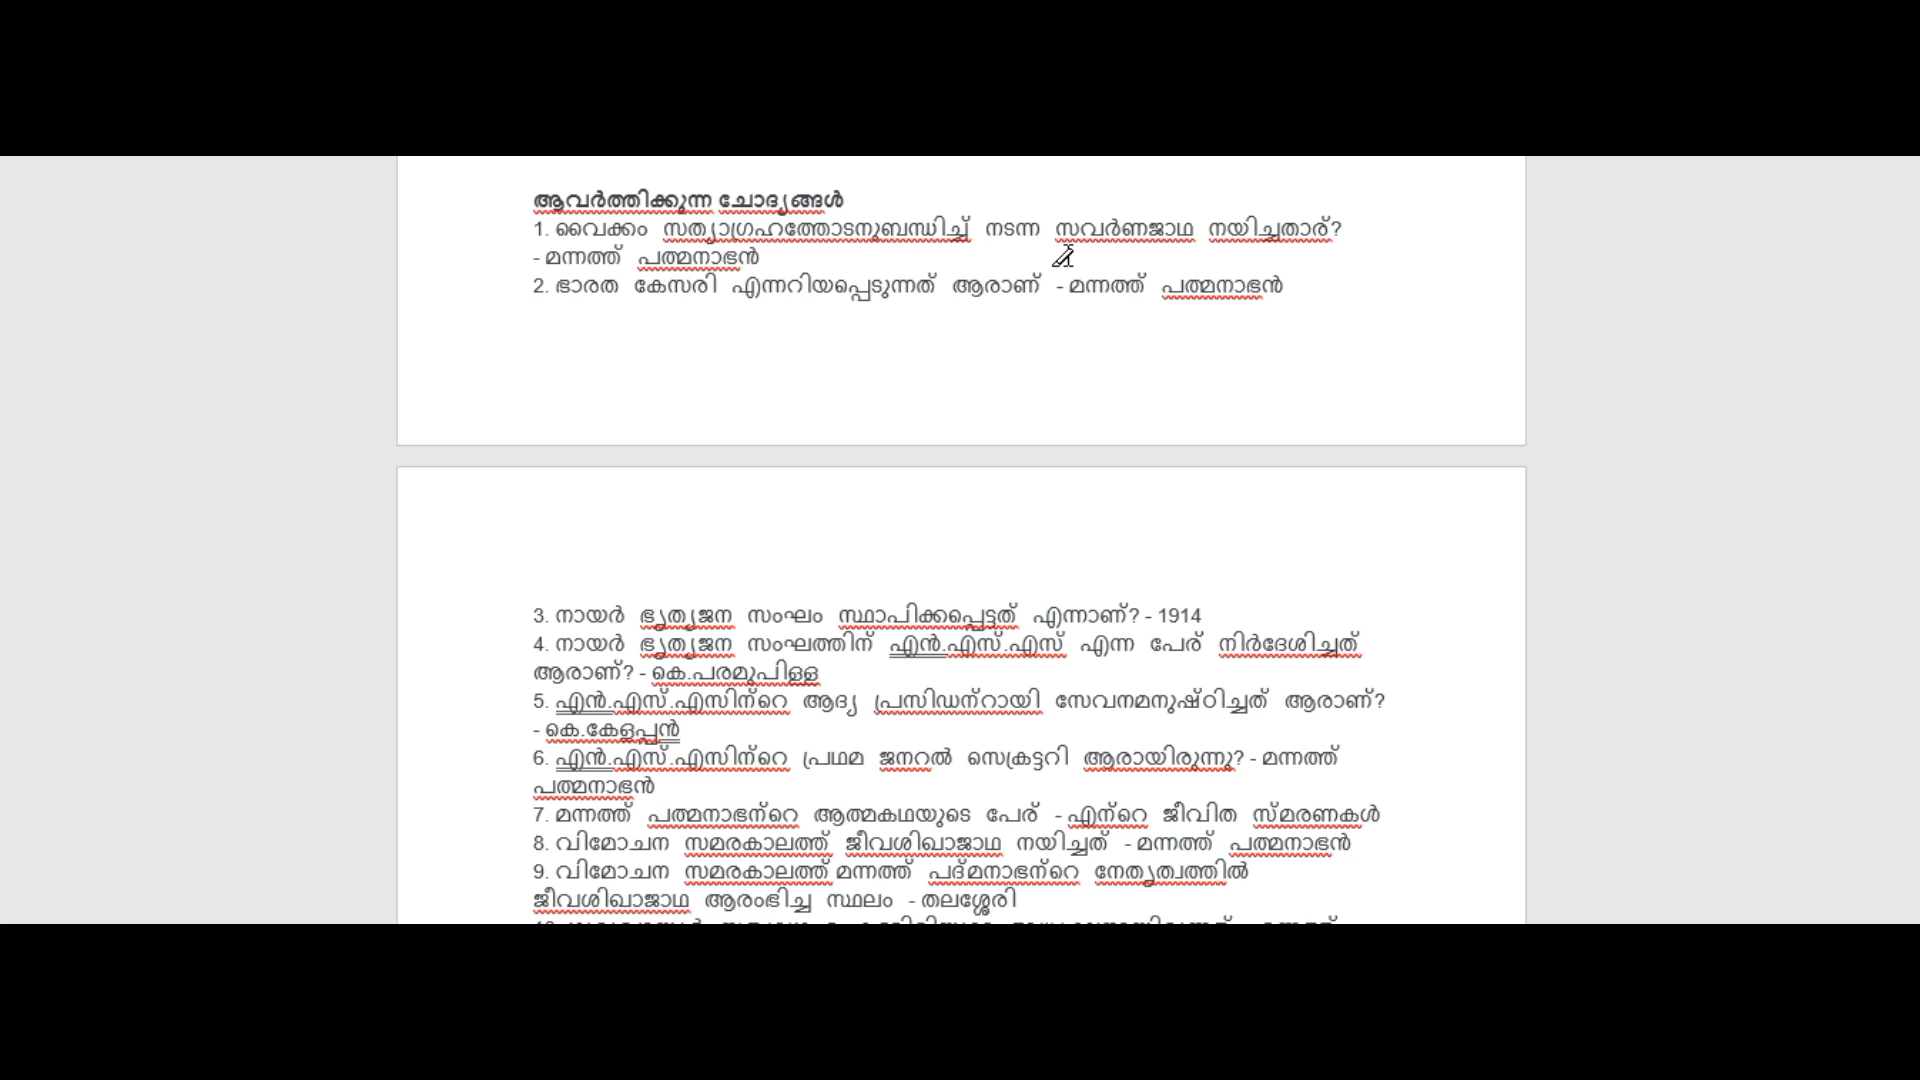 ആവർത്തിക്കുന്ന ചോദ്യങ്ങൾ
1. വൈക്കം സത്യാഗ്രഹത്തോടനുബന്ധിച്ച് നടന്ന സവർണജാഥ നയിച്ചതാര്?
- മന്നത്ത് പത്മനാഭൻ
2. ഭാരത കേസരി എന്നറിയപ്പെടുന്നത് ആരാണ് - മന്നത്ത് പത്മനാഭൻ
3. നായർ ഭൃത്യജന സംഘം സ്ഥാപിക്കപ്പെട്ടത് എന്നാണ്? - 1914
4. നായർ ഭൃത്യജന സംഘത്തിന് എൻ.എസ്.എസ് എന്ന പേര് നിർദേശിച്ചത്
ആരാണ്? - കെ.പരമുപിള്ള
5. എൻ.എസ്.എസിന്റെ ആദ്യ പ്രസിഡന്റായി സേവനമനുഷ്ഠിച്ചത് ആരാണ്?
- കെ.കേളപ്പൻ
6. എൻ.എസ്.എസിന്റെ പ്രഥമ ജനറൽ സെക്രട്ടറി ആരായിരുന്നു? - മന്നത്ത്
പത്മനാഭൻ
7. മന്നത്ത് പത്മനാഭന്റെ ആത്മകഥയുടെ പേര് - എന്റെ ജീവിത സ്മരണകൾ
8. വിമോചന സമരകാലത്ത് ജീവശിഖാജാഥ നയിച്ചത് - മന്നത്ത് പത്മനാഭൻ
9. വിമോചന സമരകാലത്ത് മന്നത്ത് പദ്മനാഭന്റെ നേതൃത്വത്തിൽ
ജീവശിഖാജാഥ ആരംഭിച്ച സ്ഥലം - തലശ്ശേരി